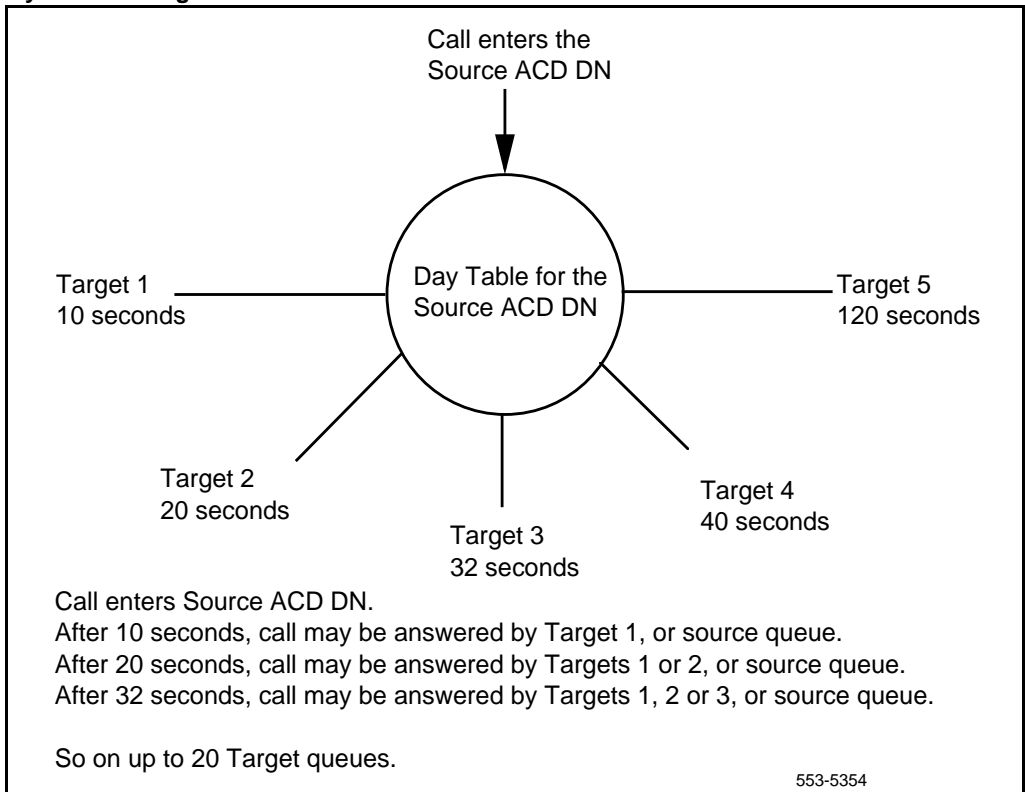 Call enters the
Source ACD DN
Day Table for the
Source ACD DN
Target 1
10 seconds
Target 5
120 seconds
Target 2
20 seconds
Target 4
40 seconds
Target 3
32 seconds
Call enters Source ACD DN.
After 10 seconds, call may be answered by Target 1, or source queue.
After 20 seconds, call may be answered by Targets 1 or 2, or source queue.
After 32 seconds, call may be answered by Targets 1, 2 or 3, or source queue.
So on up to 20 Target queues.
553-5354